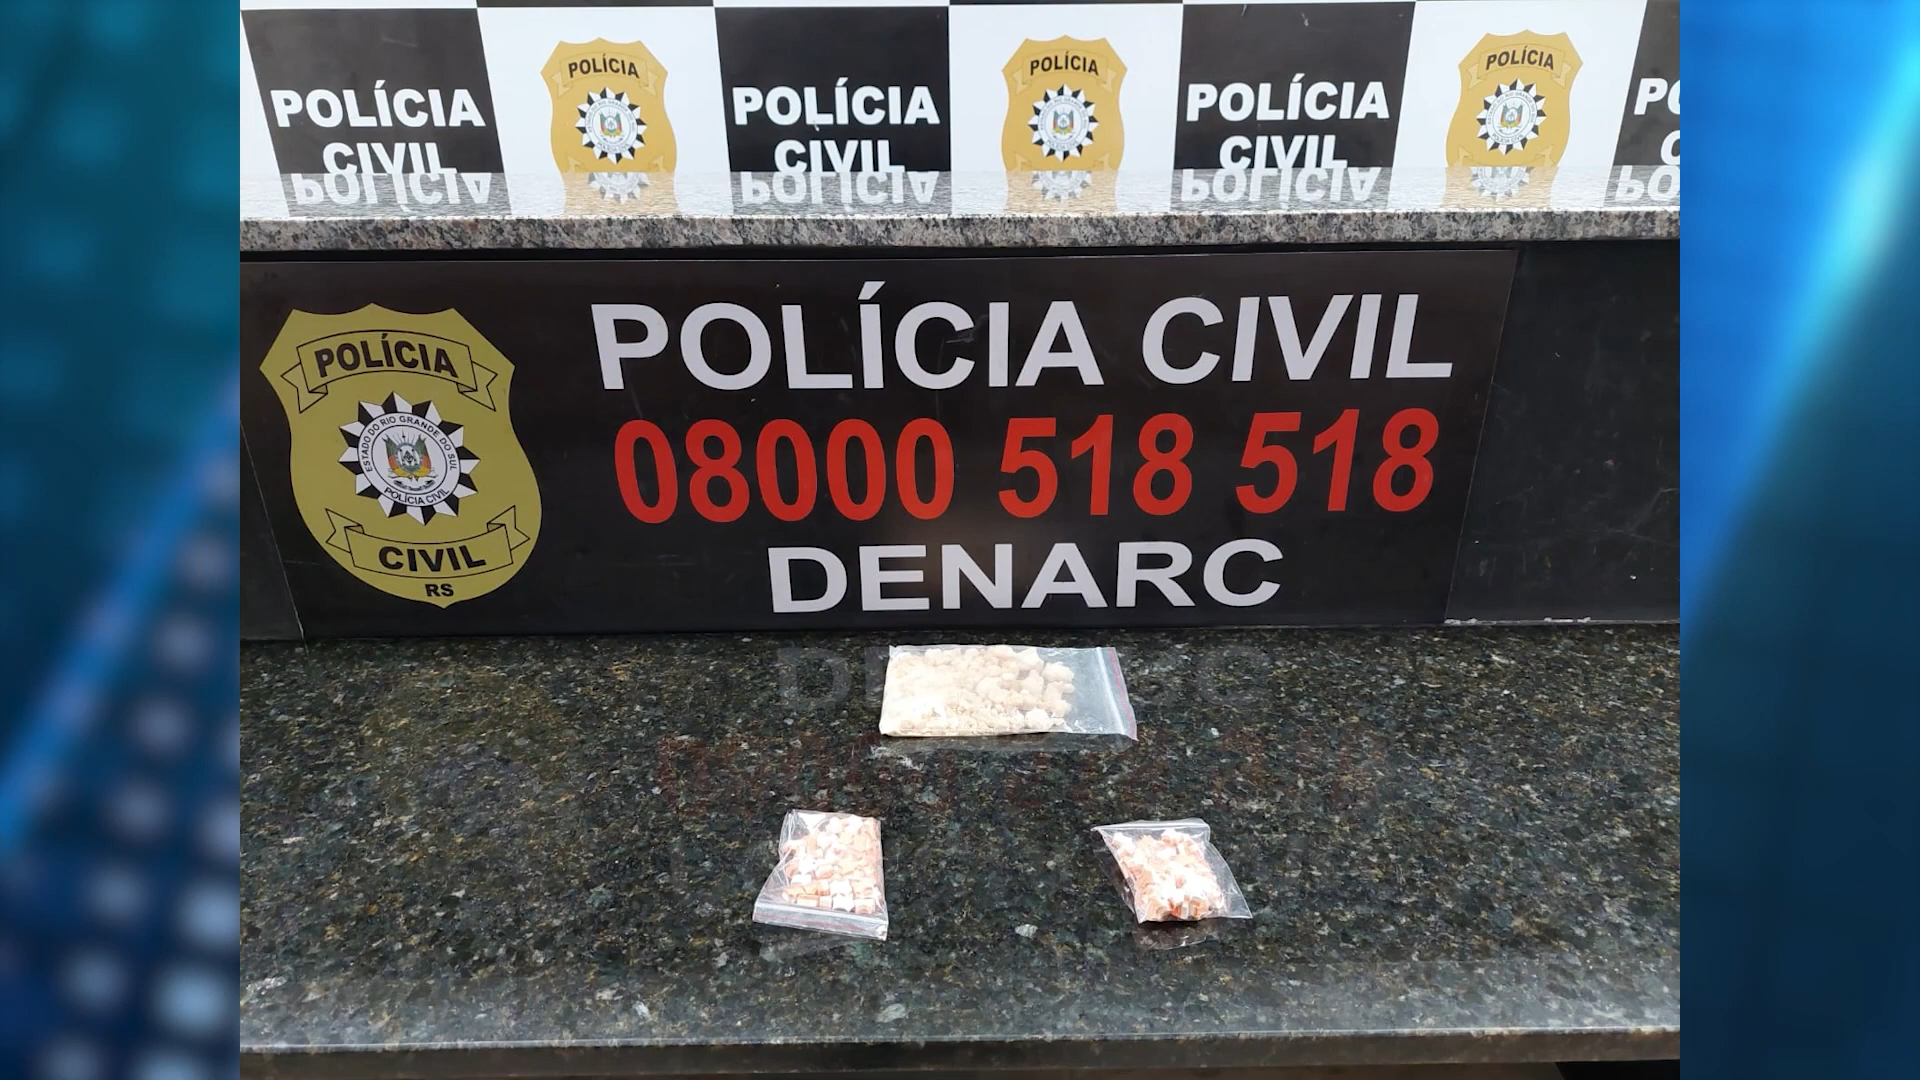 POLÍCIA
CIVIL
POLÍCIA
POLÍCIA
CIVIL
POLÍCIA
POLÍCIA
CIVIL
POLÍCIA
POLÍCIA
ESTADO DO RIO GRANDE DO SUL
POLÍCIA CIVIL
CIVIL
RS
POLÍCIA CIVIL
08000 518 518
DENARC